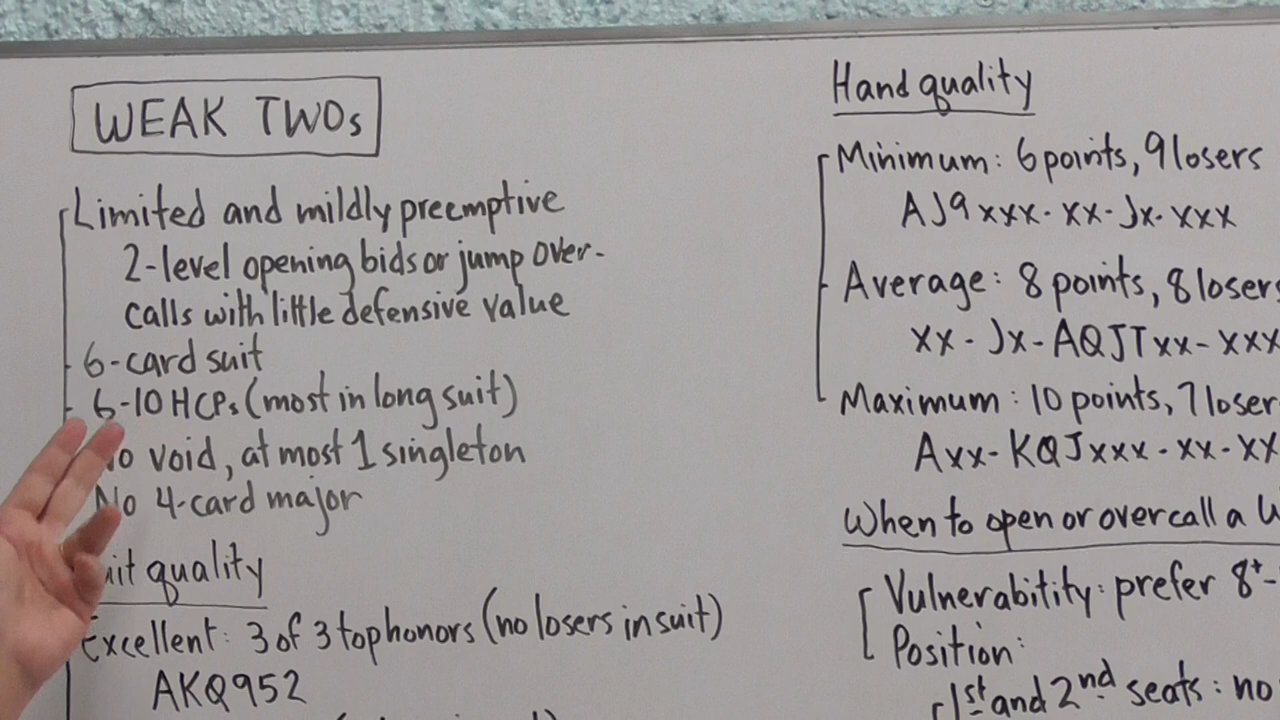 WEAK TWOs
Limited and mildly preemptive
2-level opening bids or jump over-
calls with little defensive value
6-card suit
6-10 HCPs (most in long suit)
No void, at most 1 singleton
No 4-card major
quality
Excellent: 3 of 3 top honors (no losers in suit)
AKQ952
Hand quality
Minimum: 6 points, 9 losers
AJ9xxx-xx-Jx-xxx
Average: 8 points, 8 losers
xx-Jx-AQJTxx-xxx
Maximum: 10 points, 7 loser
Axx-KQJxxx-xx-xx
When to open or overcall a
Vulnerabitity: prefer 8+-
Position:
1st and 2nd seats: no